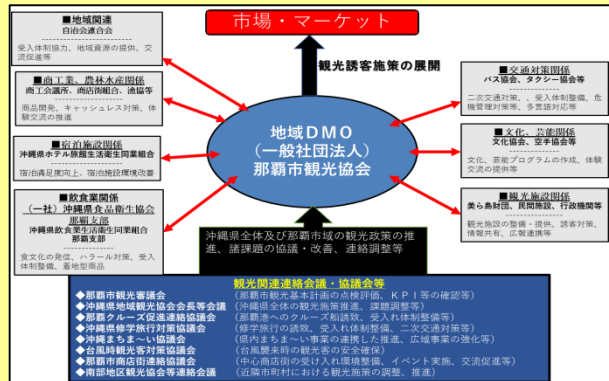 市場・マーケット
観光誘客施策の展開
■地域関連
自治会連合会
受入体制協力、地域資源の提供、交
流促進等
■商工業、農林水産関係
商工会議所、商店街組合、漁協等
商品開発、キャッシュレス対策、体
験交流の推進
■宿泊施設関係
沖縄県ホテル旅館生活衛生同業組合
宿泊満足度向上、宿泊施設環境改善
■飲食業関係
（一社）沖縄県食品衛生協会
那覇支部
沖縄県飲食業生活衛生同業組合
那覇支部
食文化の発信、ハラール対策、受入
体制整備、着地型商品
地域DMO
（一般社団法人）
那覇市観光協会
■交通対策関係
バス協会、タクシー協会等
二次交通対策、、受入体制整備、危
機管理対策等、多言語対応等
■文化、芸能関係
文化協会、空手協会等
文化、芸能プログラムの作成、体験
交流の提供等
■観光施設関係
美ら島財団、民間施設、行政機関等
観光施設の整備・提供、誘客対策、
情報共有、広報連携等
沖縄県全体及び那覇市域の観光政策の推
進、諸課題の協議・改善、連絡調整等
観光関連連絡会議・協議会等
◆那覇市観光審議会（那覇市観光基本計画の点検評価、KPI等の確認等）
◆沖縄県地域観光協会会長等会議（沖縄県全体の観光施策推進、課題調整等）
◆那覇クルーズ促進連絡協議会（那覇港へのクルーズ船誘致、受入れ体制整備等）
◆沖縄県修学旅行対策協議会（修学旅行の誘致、受入れ体制整備、二次交通対策等）
◆沖縄まちま～い協議会（県内まちま～い事業の連携した推進、広域事業の強化等）
◆台風時観光客対策協議会（台風襲来時の観光客の安全確保）
◆那覇市商店街連絡協議会（中心商店街の受け入れ環境整備、イベント実施、交流促進等）
◆南部地区観光協会等連絡会議（近隣市町村における観光施策の調整、推進）